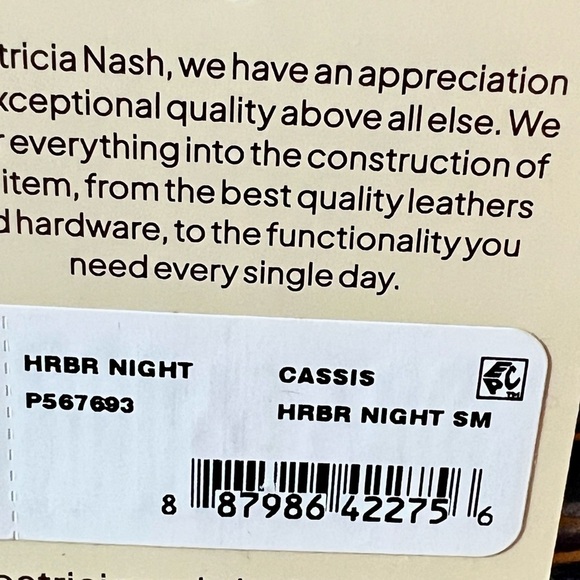 tricia Nash, we have an appreciation
xceptional quality above all else. We
r everything into the construction of
item, from the best quality leathers
d hardware, to the functionality you
need every single day.
HRBR NIGHT
CASSIS
EPC
TM
P567693
HRBR NIGHT SM
8 87986 42275 6